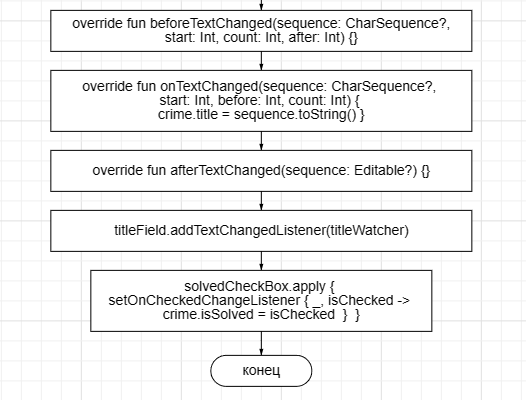 override fun beforeTextChanged(sequence: CharSequence?,
start: Int, count: Int, after: Int) {}
override fun onTextChanged(sequence: CharSequence?,
start: Int, before: Int, count: Int) {
crime.title = sequence.toString() }
override fun afterTextChanged(sequence: Editable?) {}
titleField.addTextChangedListener(titleWatcher)
solvedCheckBox.apply {
setOnCheckedChangeListener { _, isChecked ->
crime.isSolved = isChecked } }
конец